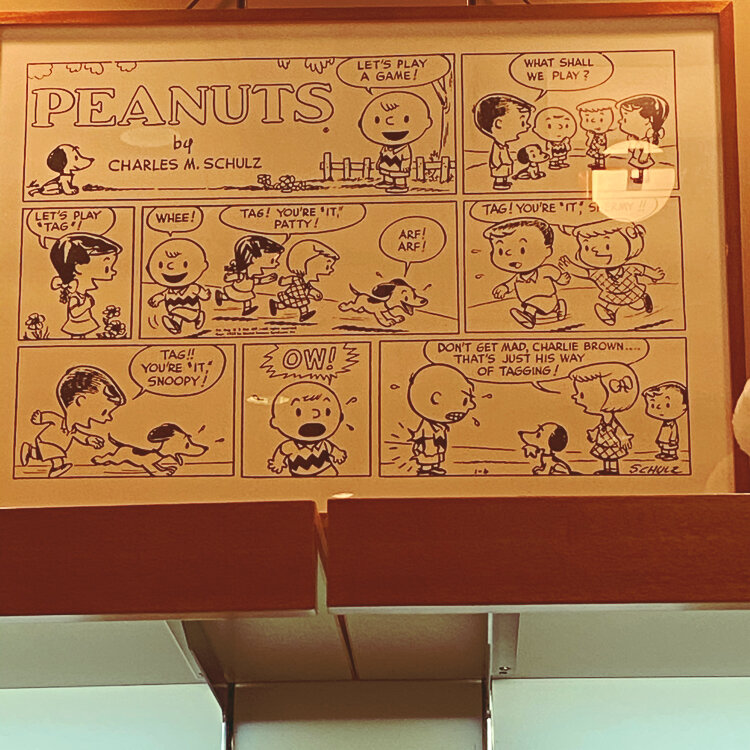 PEANUTS
by
CHARLES M. SCHULZ
LET'S PLAY
A GAME!
WHAT SHALL
WE PLAY?
LET'S PLAY
"TAG"!
WHEE!
TAG! YOU'RE "IT,"
PATTY!
ARF!
ARF!
TAG! YOU'RE "IT,"
TAG!!
YOU'RE "IT,"
SNOOPY!
OW!
DON'T GET MAD, CHARLIE BROWN....
THAT'S JUST HIS WAY
OF TAGGING!
1-6
SCHULZ